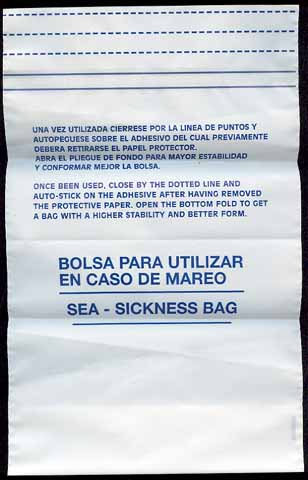 UNA VEZ UTILIZADA CIERRESE POR LA LINEA DE PUNTOS Y
AUTOPEGUESE SOBRE EL ADHESIVO DEL CUAL PREVIAMENTE
DEBERA RETIRARSE EL PAPEL PROTECTOR.
ABRA EL PLIEGUE DE FONDO PARA MAYOR ESTABILIDAD
Y CONFORMAR MEJOR LA BOLSA.
ONCE BEEN USED, CLOSE BY THE DOTTED LINE AND
AUTO-STICK ON THE ADHESIVE AFTER HAVING REMOVED
THE PROTECTIVE PAPER. OPEN THE BOTTOM FOLD TO GET
A BAG WITH A HIGHER STABILITY AND BETTER FORM.
BOLSA PARA UTILIZAR
EN CASO DE MAREO
SEA - SICKNESS BAG